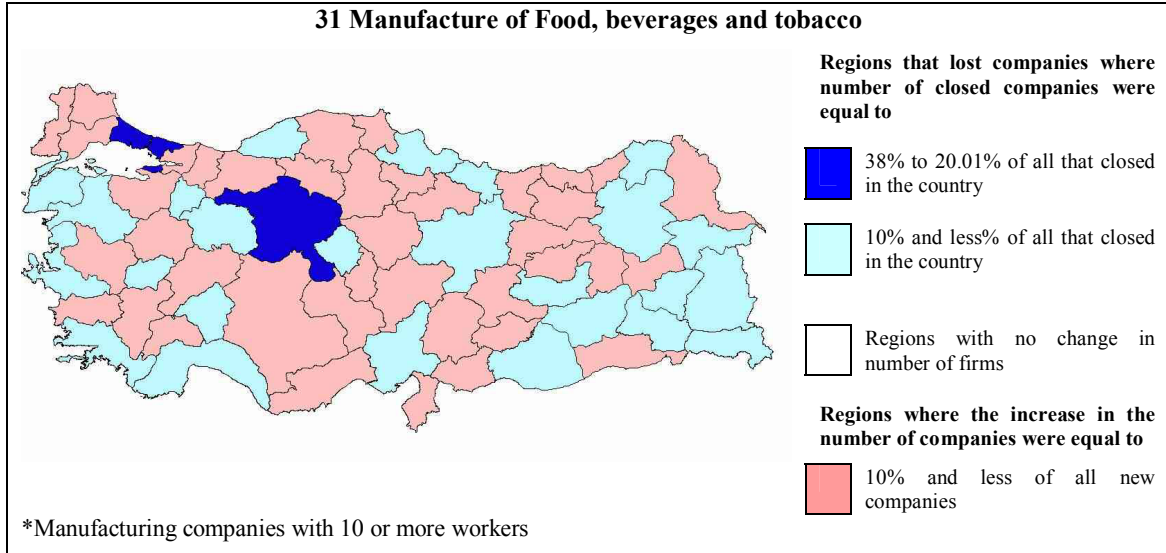 31 Manufacture of Food, beverages and tobacco
Regions that lost companies where
number of closed companies were
equal to
38% to 20.01% of all that closed
in the country
10% and less% of all that closed
in the country
Regions with no change in
number of firms
Regions where the increase in the
number of companies were equal to
10% and less of all new
companies
*Manufacturing companies with 10 or more workers